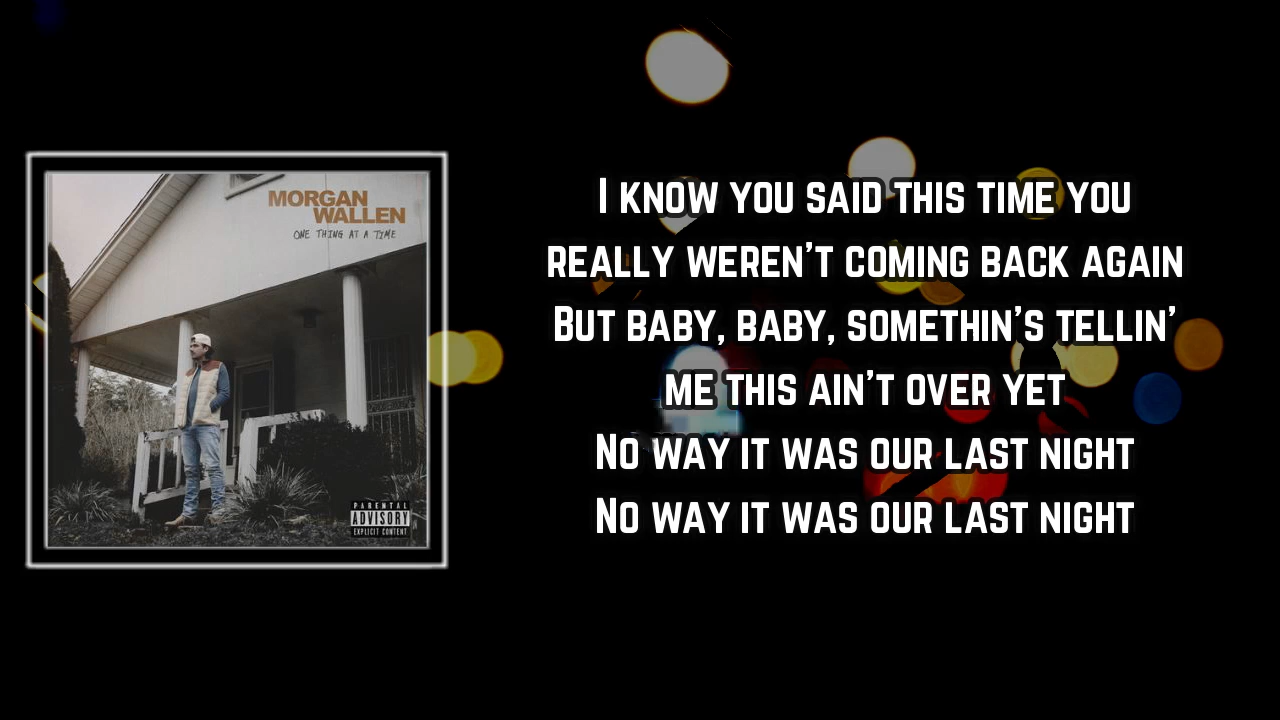 MORGAN
WALLEN
ONE THING AT A TIME
PARENTAL
ADVISORY
EXPLICIT CONTENT
I KNOW YOU SAID THIS TIME YOU
REALLY WEREN'T COMING BACK AGAIN
BUT BABY, BABY, SOMETHIN'S TELLIN'
ME THIS AIN'T OVER YET
NO WAY IT WAS OUR LAST NIGHT
NO WAY IT WAS OUR LAST NIGHT